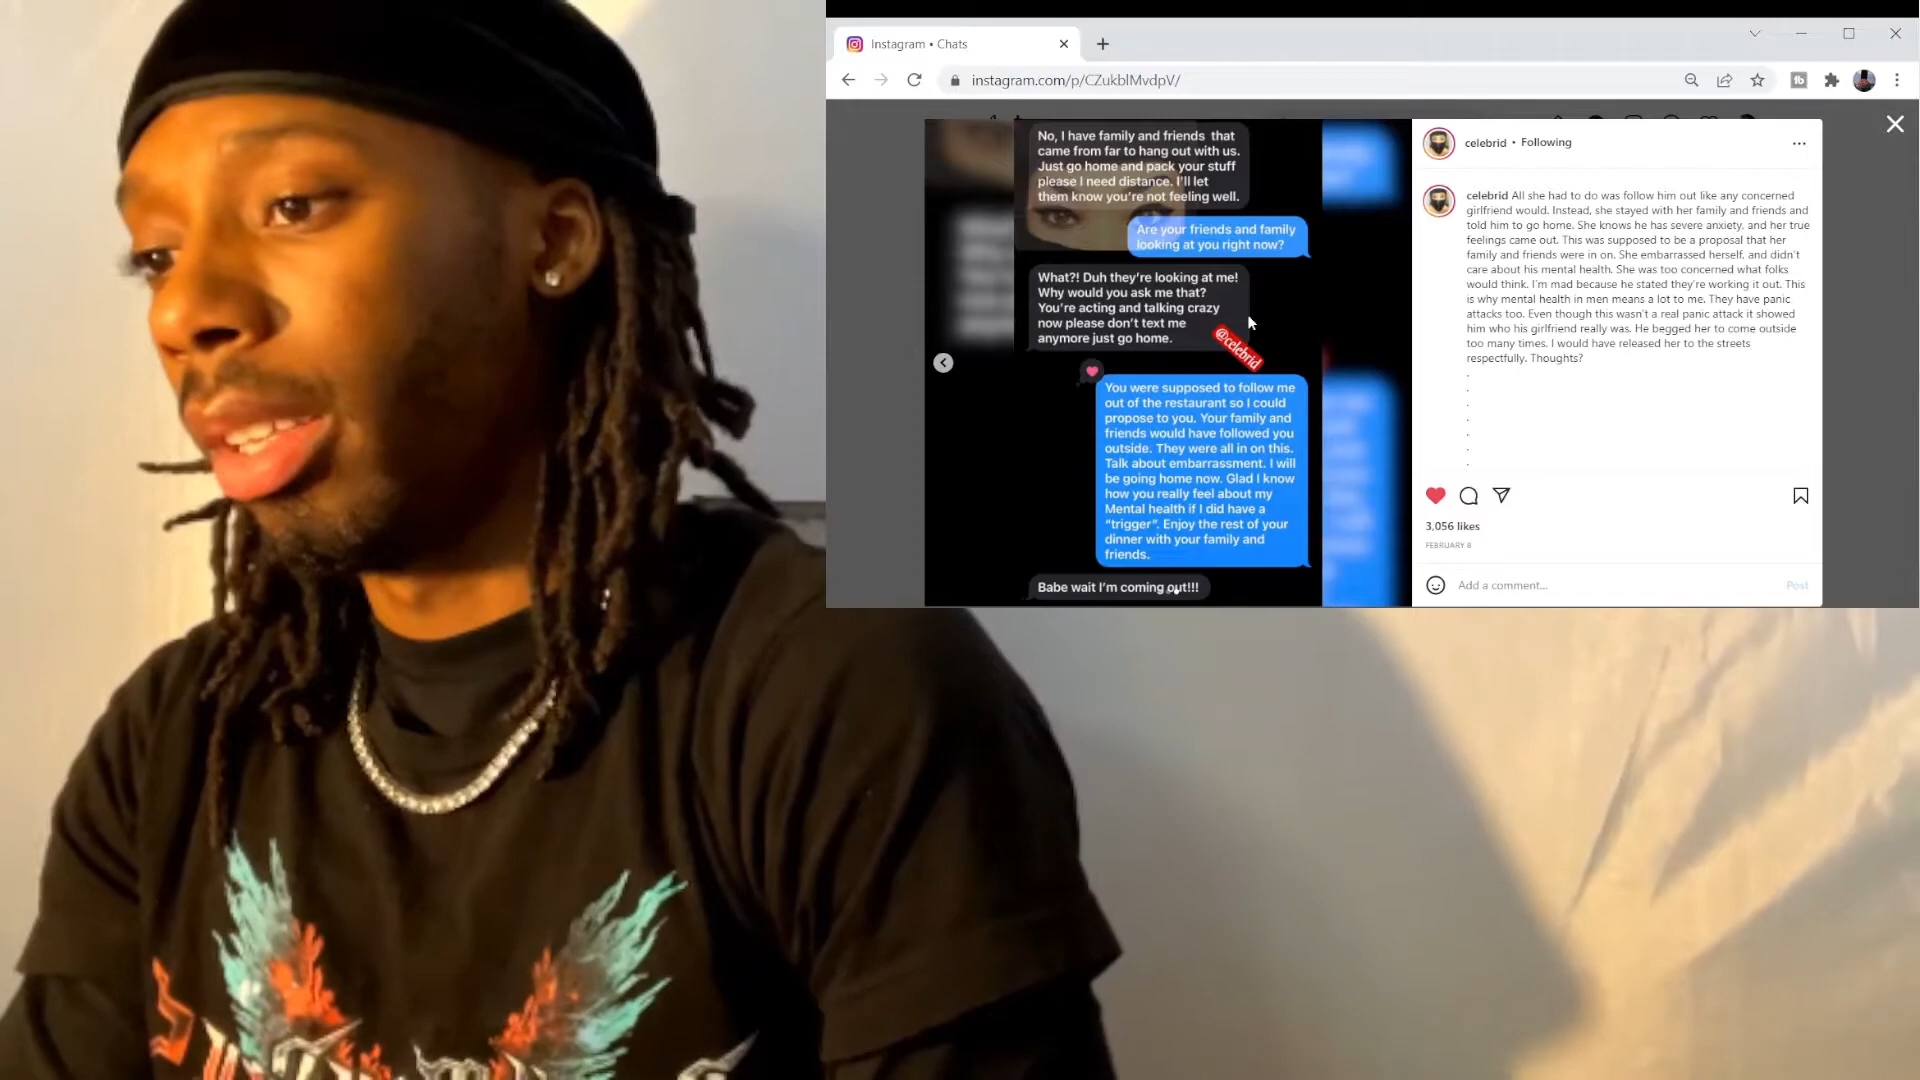 Instagram • Chats
instagram.com/p/CZukblMvdpV/
No, I have family and friends that
came from far to hang out with us.
Just go home and pack your stuff
please I need distance. I'll let
them know you're not feeling well.
Are your friends and family
looking at you right now?
What?! Duh they're looking at me!
Why would you ask me that?
You're acting and talking crazy
now please don't text me
anymore just go home.
@celebrid
You were supposed to follow me
out of the restaurant so I could
propose to you. Your family and
friends would have followed you
outside. They were all in on this.
Talk about embarrassment. I will
be going home now. Glad I know
how you really feel about my
Mental health if I did have a
"trigger". Enjoy the rest of your
dinner with your family and
friends.
Babe wait I'm coming out!!!
celebrid • Following
celebrid All she had to do was follow him out like any concerned
girlfriend would. Instead, she stayed with her family and friends and
told him to go home. She knows he has severe anxiety, and her true
feelings came out. This was supposed to be a proposal that her
family and friends were in on. She embarrassed herself, and didn't
care about his mental health. She was too concerned what folks
would think. I'm mad because he stated they're working it out. This
is why mental health in men means a lot to me. They have panic
attacks too. Even though this wasn't a real panic attack it showed
him who his girlfriend really was. He begged her to come outside
too many times. I would have released her to the streets
respectfully. Thoughts?
.
.
.
.
.
.
.
3,056 likes
FEBRUARY 8
Add a comment...
Post